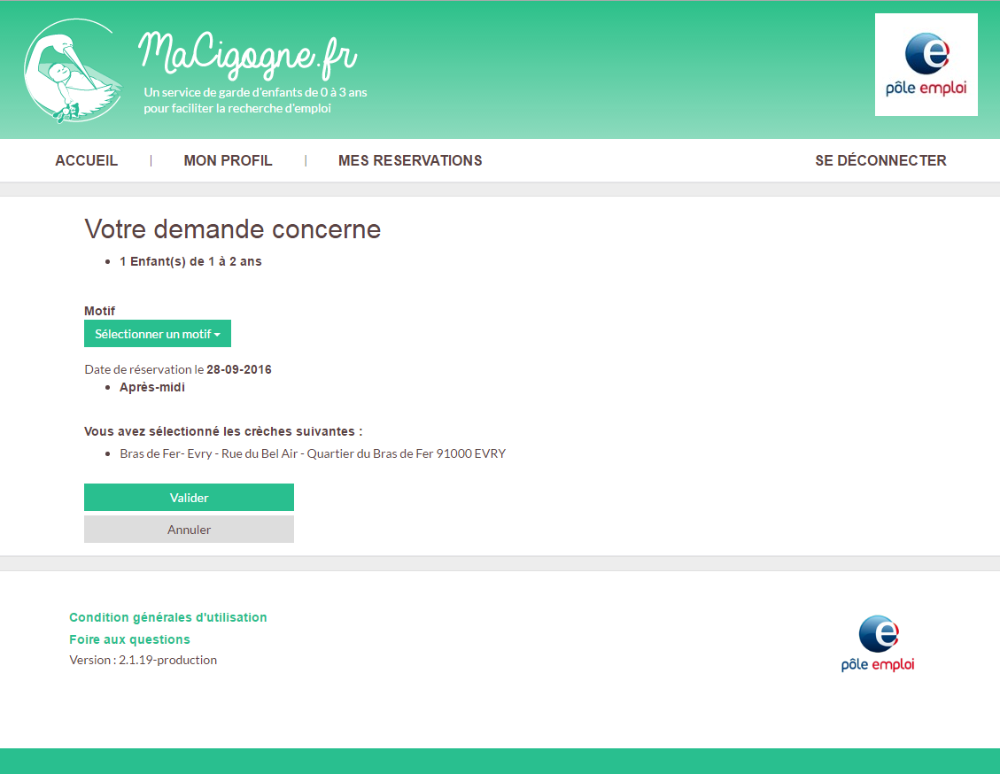 MaCigogne.fr
Un service de garde d'enfants de 0 à 3 ans
pour faciliter la recherche d'emploi
pôle emploi
ACCUEIL | MON PROFIL | MES RESERVATIONS SE DÉCONNECTER
Votre demande concerne
• 1 Enfant(s) de 1 à 2 ans
Motif
Sélectionner un motif
Date de réservation le 28-09-2016
• Après-midi
Vous avez sélectionné les crèches suivantes :
• Bras de Fer- Evry - Rue du Bel Air - Quartier du Bras de Fer 91000 EVRY
Valider
Annuler
Condition générales d'utilisation
Foire aux questions
Version : 2.1.19-production
pôle emploi